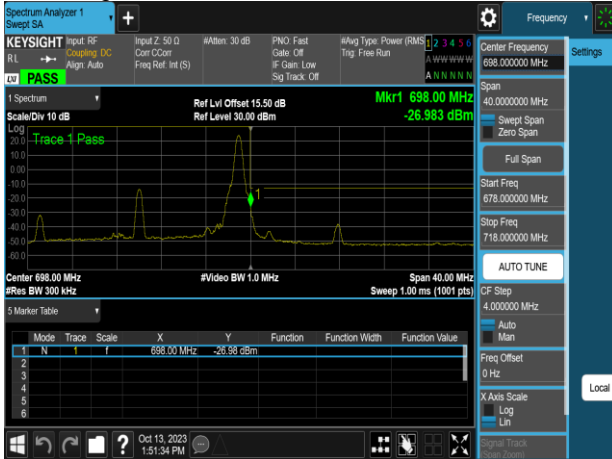 Spectrum Analyzer 1
Swept SA
+
Frequency
KEYSIGHT
RL
Input: RF
Coupling: DC
Align: Auto
Input Z: 50 Ω
Corr CCorr
Freq Ref: Int (S)
#Atten: 30 dB
PNO: Fast
Gate: Off
IF Gain: Low
Sig Track: Off
#Avg Type: Power (RMS
Trig: Free Run
1 2 3 4 5 6
A W W W W W
A N N N N N
LXI PASS
1 Spectrum
Scale/Div 10 dB
Ref Lvl Offset 15.50 dB
Ref Level 30.00 dBm
Mkr1 698.00 MHz
-26.983 dBm
Log
Trace 1 Pass
20.0
10.0
0.00
-10.0
-20.0
-30.0
-40.0
-50.0
-60.0
1
Center 698.00 MHz
#Res BW 300 kHz
#Video BW 1.0 MHz
Span 40.00 MHz
Sweep 1.00 ms (1001 pts)
5 Marker Table
Mode Trace Scale X Y Function Function Width Function Value
1 N 1 f 698.00 MHz -26.98 dBm
2
3
4
5
6
Center Frequency
698.000000 MHz
Settings
Span
40.0000000 MHz
Swept Span
Zero Span
Full Span
Start Freq
678.000000 MHz
Stop Freq
718.000000 MHz
AUTO TUNE
CF Step
4.000000 MHz
Auto
Man
Freq Offset
0 Hz
Local
X Axis Scale
Log
Lin
Signal Track
(Span Zoom)
?
Oct 13, 2023
1:51:34 PM